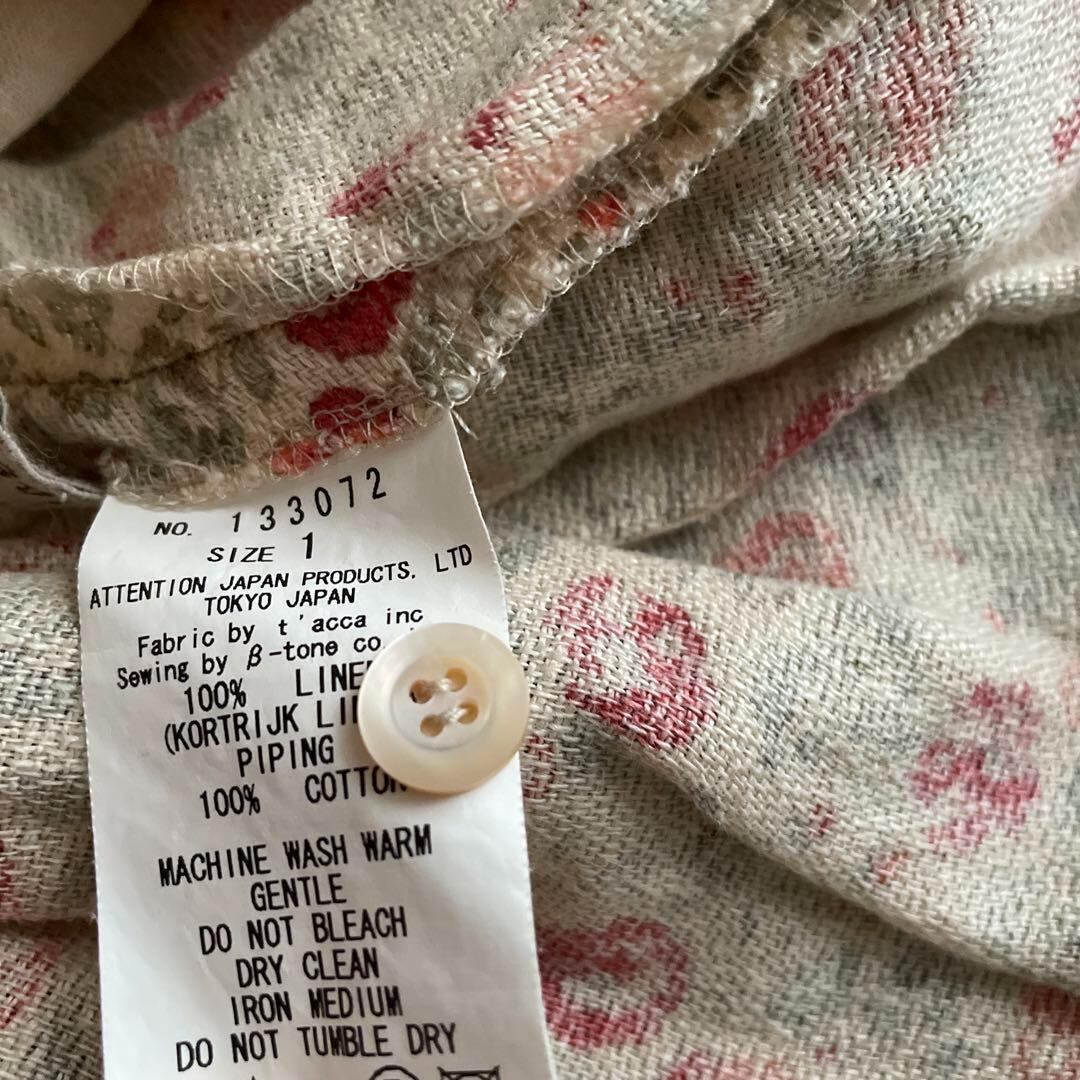 NO. 133072
SIZE 1
ATTENTION JAPAN PRODUCTS. LTD
TOKYO JAPAN
Fabric by t'acca inc
Sewing by β-tone co
100%
(KORTRIJK
PIPING
100% COTTON
MACHINE WASH WARM
GENTLE
DO NOT BLEACH
DRY CLEAN
IRON MEDIUM
DO NOT TUMBLE DRY